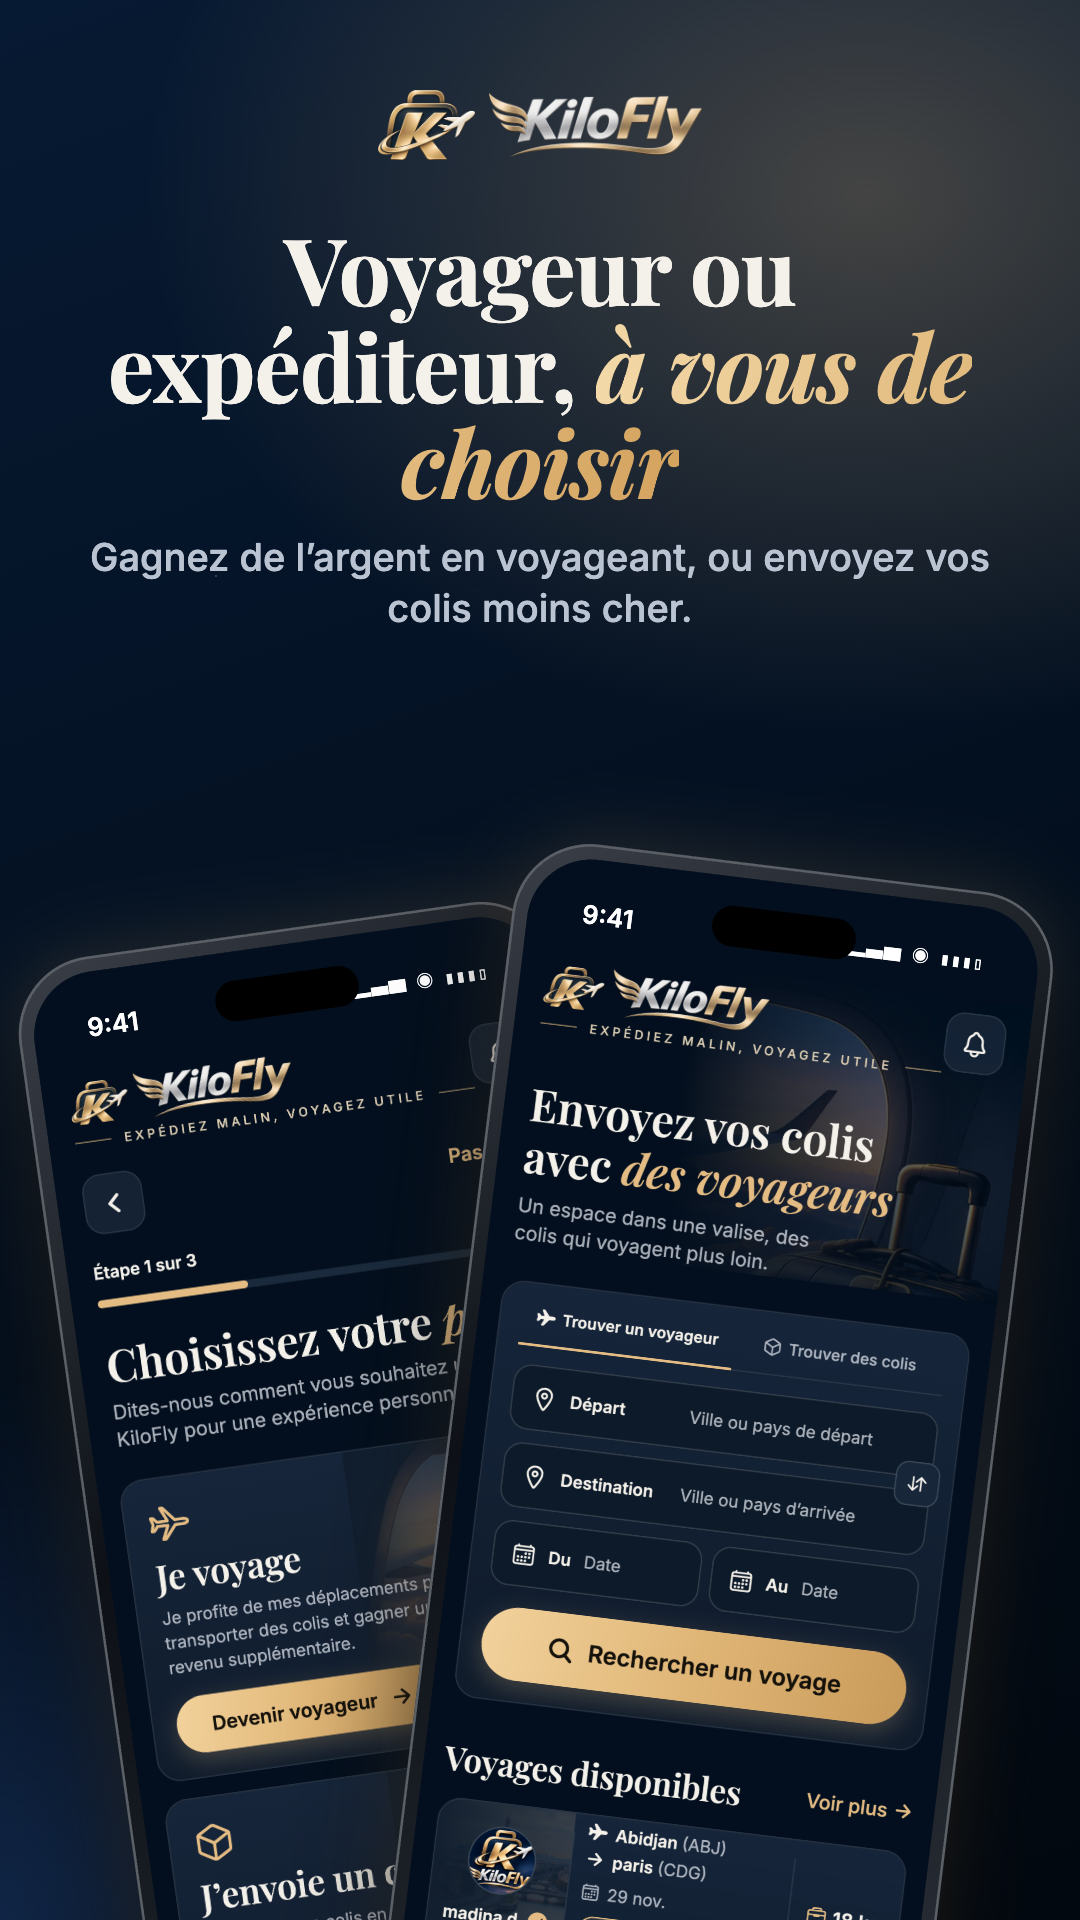 KiloFly
Voyageur ou
expéditeur, à vous de
choisir
Gagnez de l’argent en voyageant, ou envoyez vos
colis moins cher.
9:41
KiloFly
EXPÉDIEZ MALIN, VOYAGEZ UTILE
Étape 1 sur 3
Choisissez votre
Dites-nous comment vous souhaitez
KiloFly pour une expérience
Je voyage
Je profite de mes déplacements
transporter des colis et gagner
revenu supplémentaire.
Devenir voyageur
J’envoie un
9:41
KiloFly
EXPÉDIEZ MALIN, VOYAGEZ UTILE
Envoyez vos colis
avec des voyageurs
Un espace dans une valise, des
colis qui voyagent plus loin.
Trouver un voyageur
Trouver des colis
Départ
Ville ou pays de départ
Destination
Ville ou pays d’arrivée
Du Date
Au Date
Rechercher un voyage
Voyages disponibles
Voir plus →
Abidjan (ABJ)
→ paris (CDG)
29 nov.
KiloFly
madina d